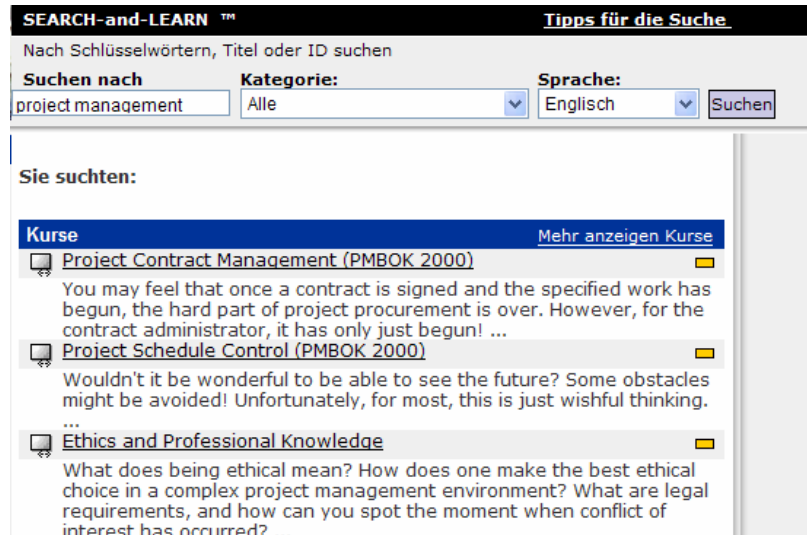 SEARCH-and-LEARN ™ Tipps für die Suche
Nach Schlüsselwörtern, Titel oder ID suchen
Suchen nach Kategorie: Sprache:
project management Alle Englisch Suchen
Sie suchten:
Kurse Mehr anzeigen Kurse
Project Contract Management (PMBOK 2000)
You may feel that once a contract is signed and the specified work has
begun, the hard part of project procurement is over. However, for the
contract administrator, it has only just begun! ...
Project Schedule Control (PMBOK 2000)
Wouldn't it be wonderful to be able to see the future? Some obstacles
might be avoided! Unfortunately, for most, this is just wishful thinking.
...
Ethics and Professional Knowledge
What does being ethical mean? How does one make the best ethical
choice in a complex project management environment? What are legal
requirements, and how can you spot the moment when conflict of
interest has occurred?